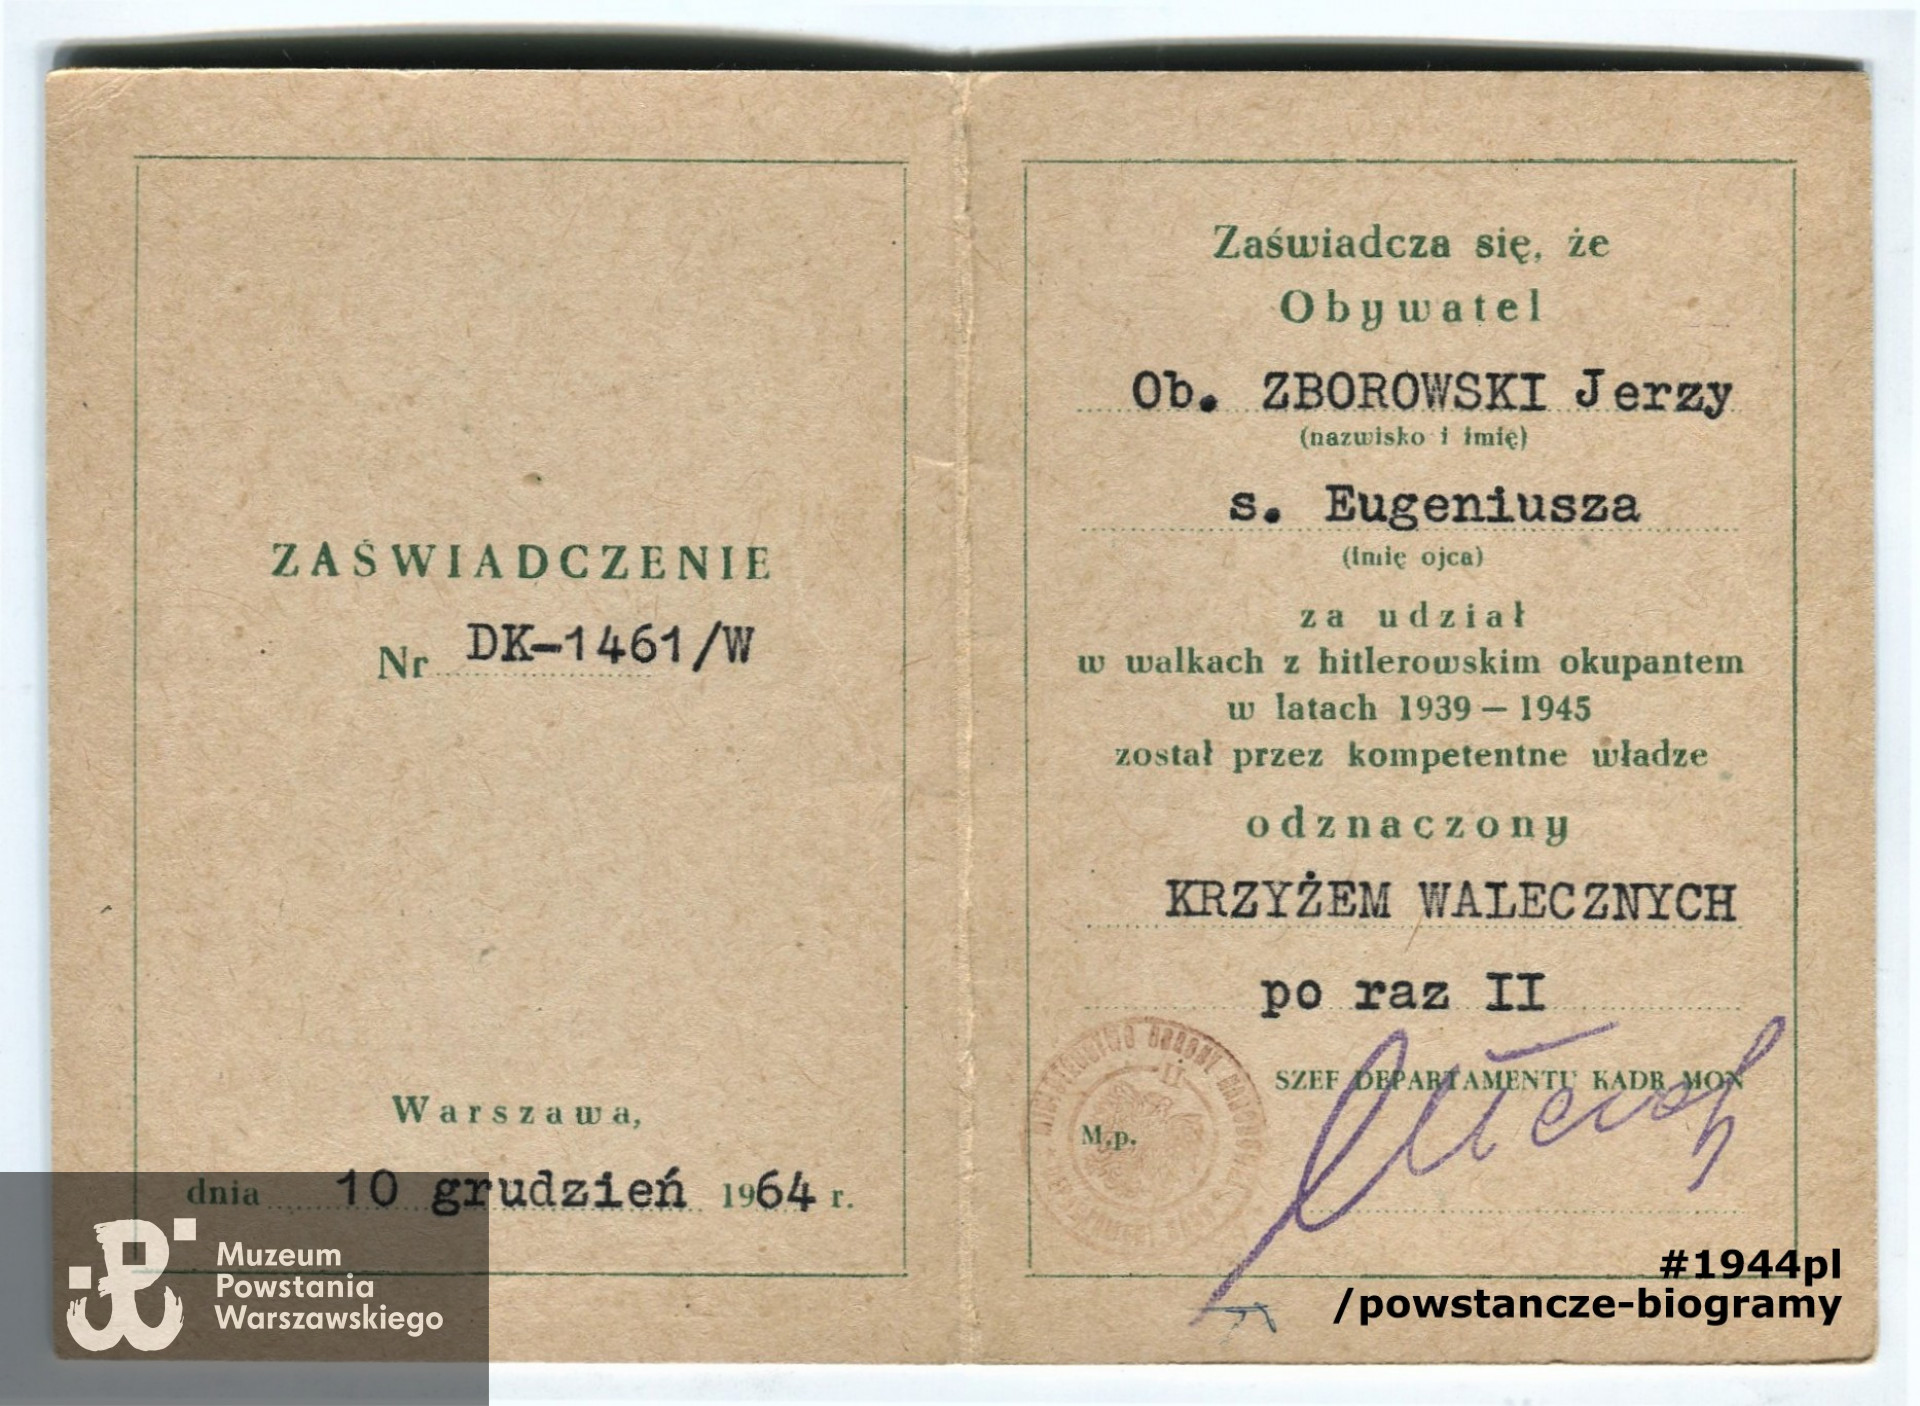 ZAŚWIADCZENIE
Nr DK-1461/W
Warszawa,
dnia 10 grudzień 1964 r.
Muzeum
Powstania
Warszawskiego
Zaświadcza się, że
Obywatel
Ob. ZBOROWSKI Jerzy
(nazwisko i imię)
s. Eugeniusza
(imię ojca)
za udział
w walkach z hitlerowskim okupantem
w latach 1939 — 1945
został przez kompetentne władze
odznaczony
KRZYŻEM WALECZNYCH
po raz II
SZEF DEPARTAMENTU KADR MON
M.p.
#1944pl
/powstancze-biogramy